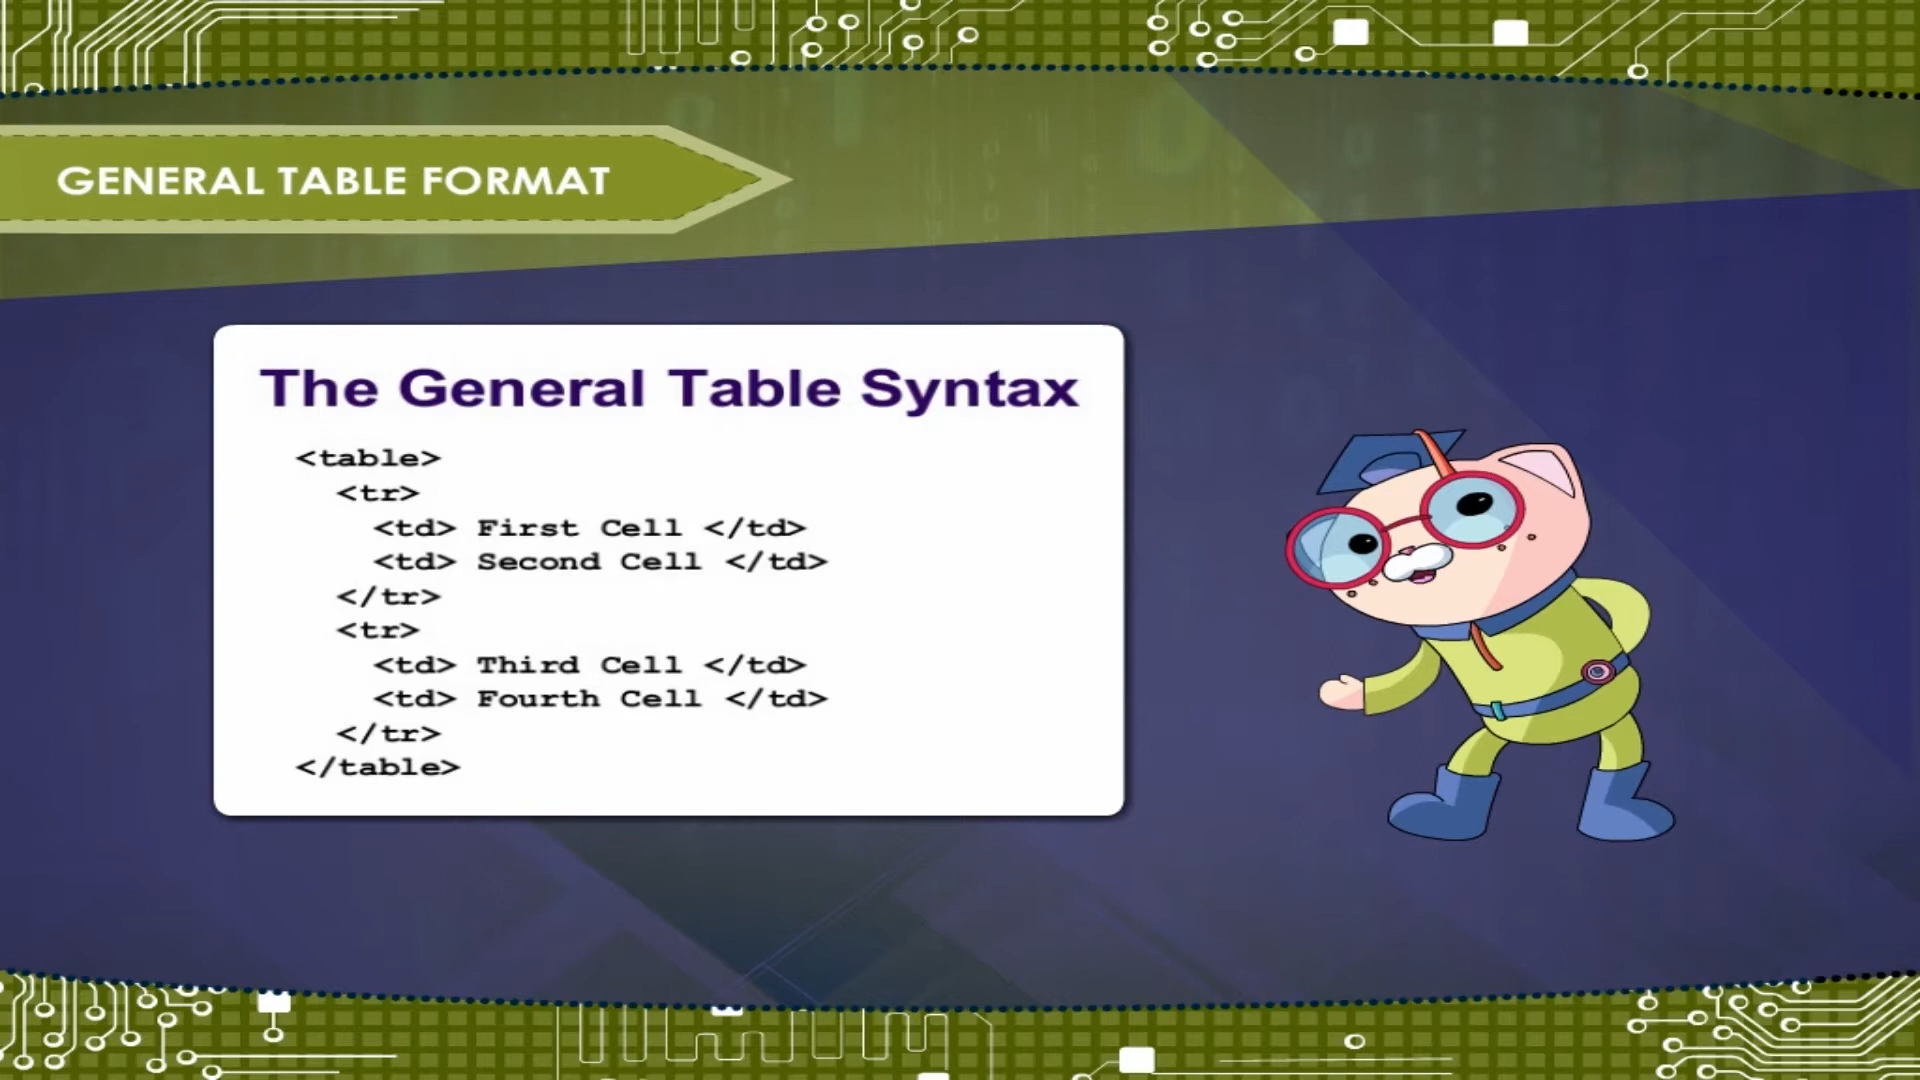 GENERAL TABLE FORMAT
The General Table Syntax
<table>
<tr>
<td> First Cell </td>
<td> Second Cell </td>
</tr>
<tr>
<td> Third Cell </td>
<td> Fourth Cell </td>
</tr>
</table>